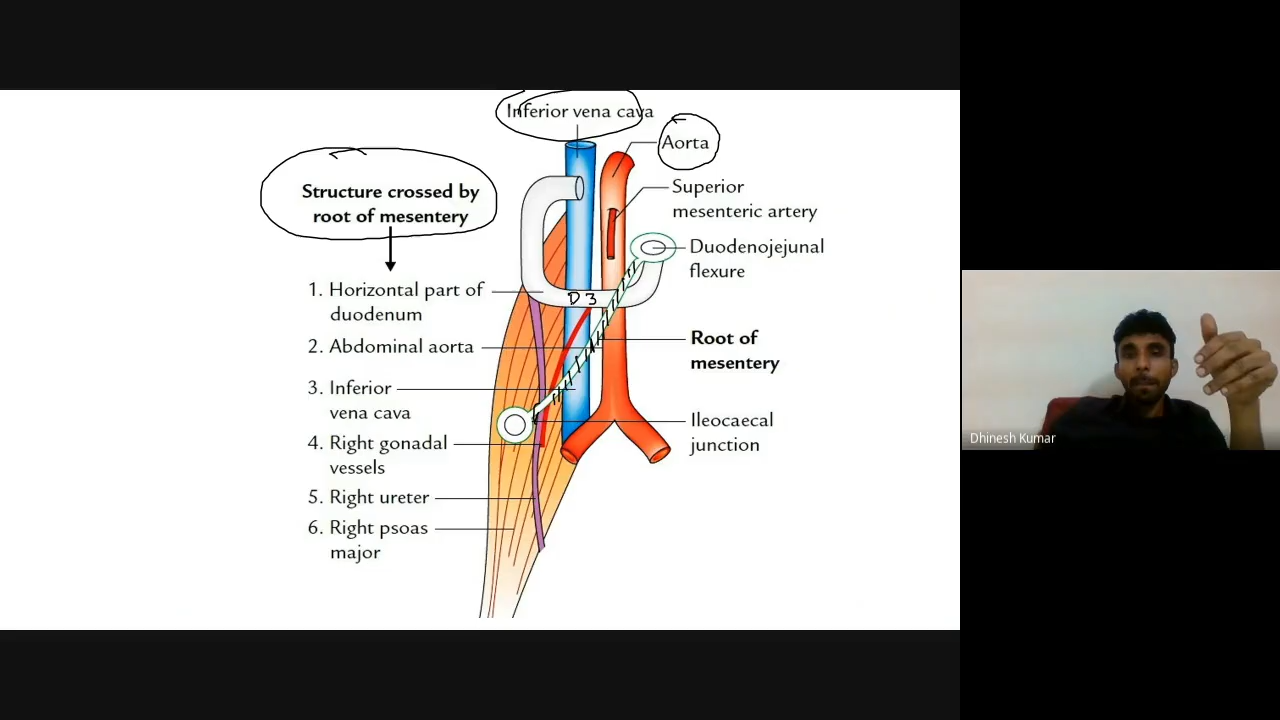 Inferior vena cava
Aorta
Structure crossed by
root of mesentery
Superior
mesenteric artery
Duodenojejunal
flexure
1. Horizontal part of
duodenum
D 3
2. Abdominal aorta
Root of
mesentery
3. Inferior
vena cava
Ileocaecal
junction
4. Right gonadal
vessels
5. Right ureter
6. Right psoas
major
Dhinesh Kumar